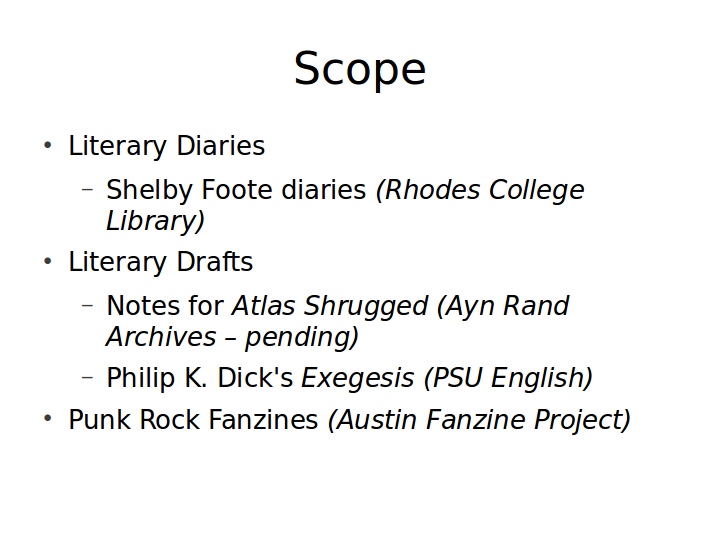 Scope
• Literary Diaries
– Shelby Foote diaries (Rhodes College
Library)
• Literary Drafts
– Notes for Atlas Shrugged (Ayn Rand
Archives – pending)
– Philip K. Dick's Exegesis (PSU English)
• Punk Rock Fanzines (Austin Fanzine Project)